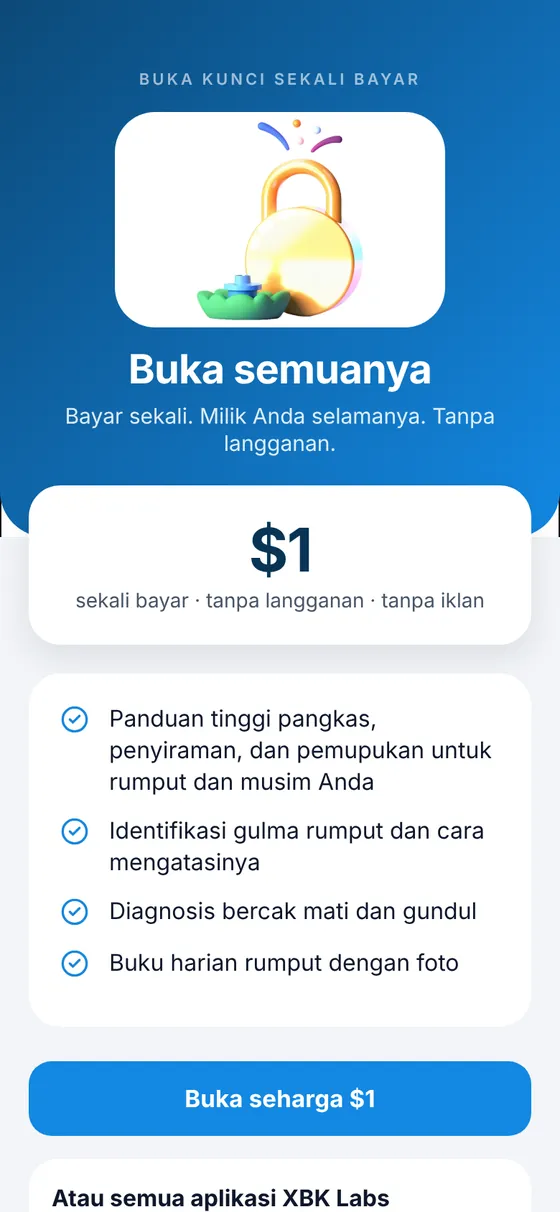 BUKA KUNCI SEKALI BAYAR
Buka semuanya
Bayar sekali. Milik Anda selamanya. Tanpa
langganan.
$1
sekali bayar · tanpa langganan · tanpa iklan
Panduan tinggi pangkas,
penyiraman, dan pemupukan untuk
rumput dan musim Anda
Identifikasi gulma rumput dan cara
mengatasinya
Diagnosis bercak mati dan gundul
Buku harian rumput dengan foto
Buka seharga $1
Atau semua aplikasi XBK Labs